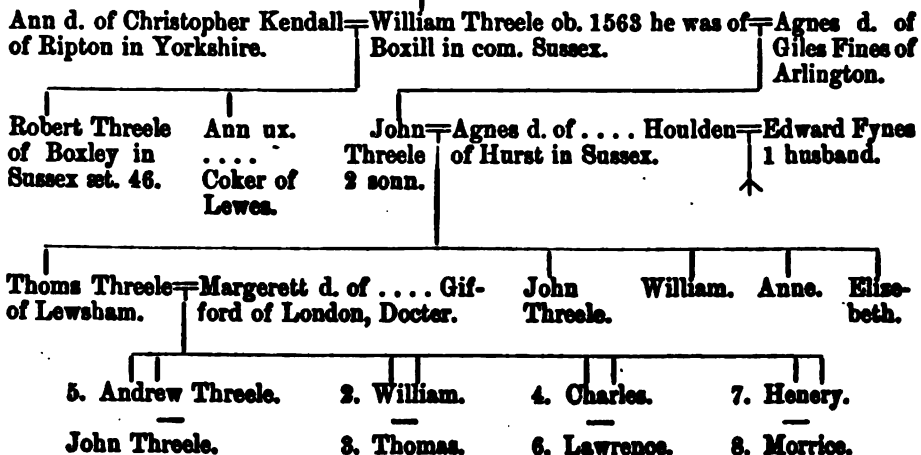 Ann d. of Christopher Kendall
of Ripton in Yorkshire.
William Threele ob. 1563 he was of
Boxill in com. Sussex.
Agnes d. of
Giles Fines of
Arlington.
Robert Threele
of Boxley in
Sussex æt. 46.
Ann ux.
....
Coker of
Lewes.
John
Threele
2 sonn.
Agnes d. of .... Houlden
of Hurst in Sussex.
Edward Fynes
1 husband.
Thoms Threele
of Lewsham.
Margerett d. of .... Gif-
ford of London, Docter.
John
Threele.
William.
Anne.
Elise-
beth.
5. Andrew Threele.
2. William.
4. Charles.
7. Henery.
John Threele.
3. Thomas.
6. Lawrence.
8. Morrice.